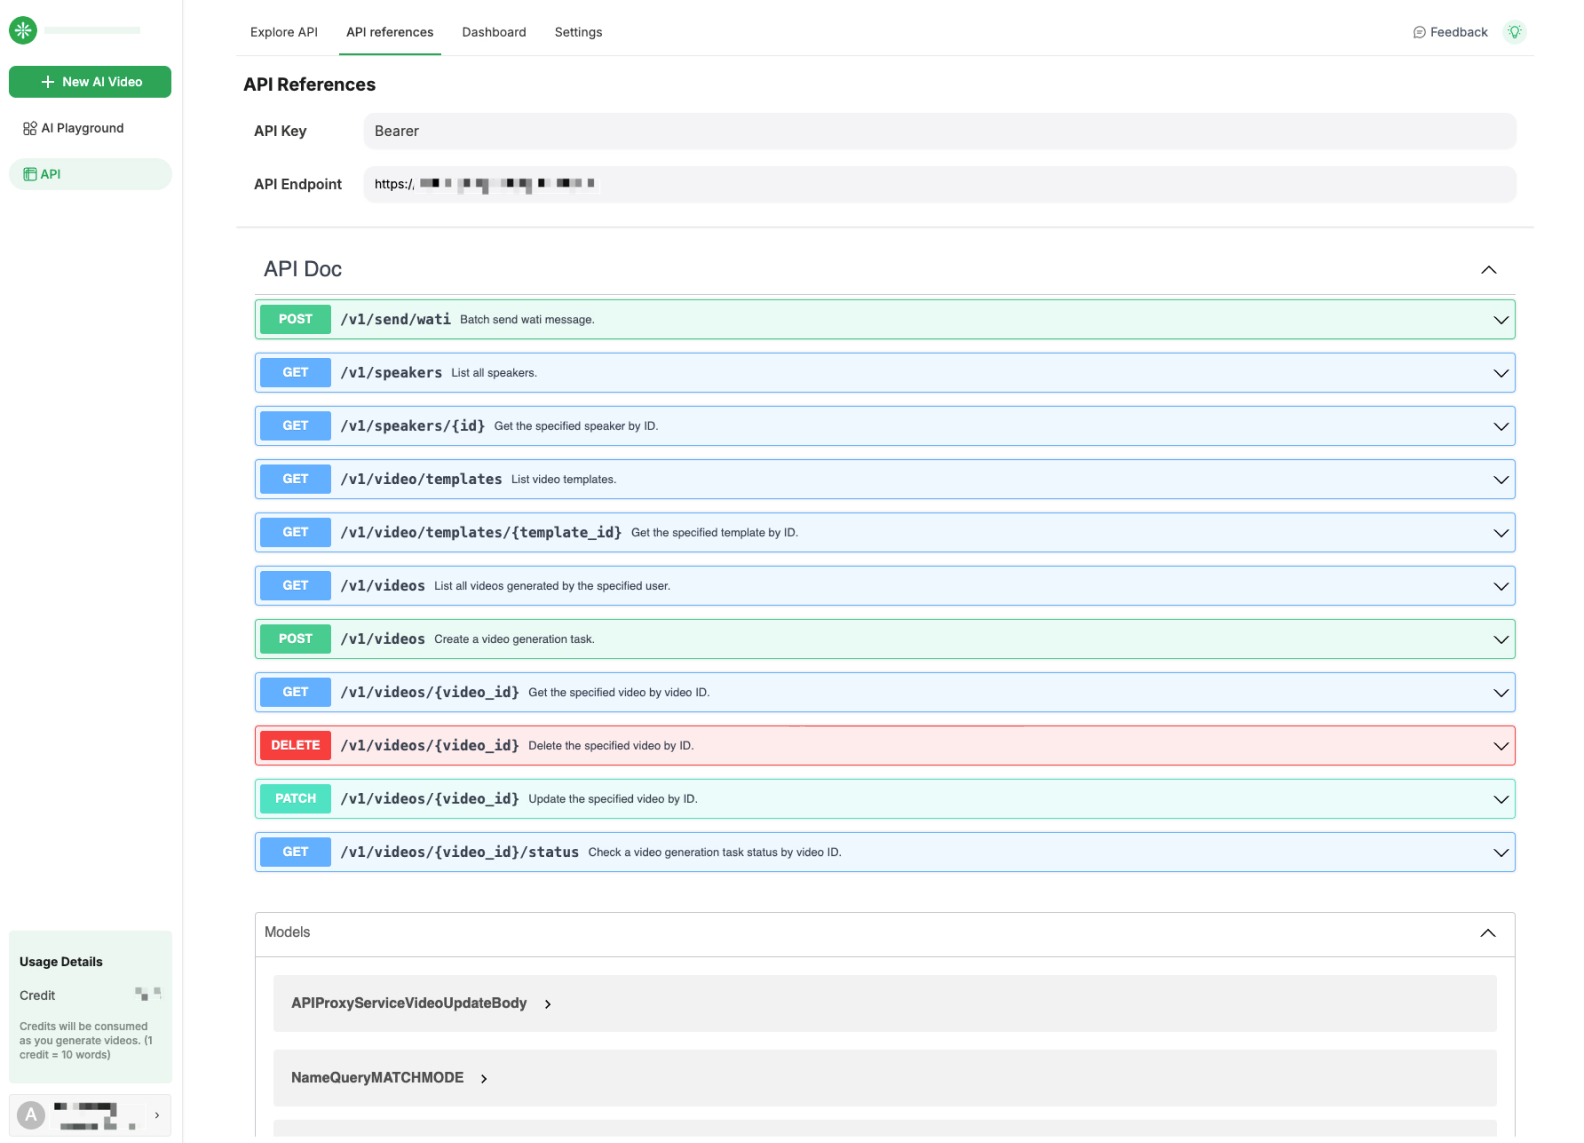 Explore API
API references
Dashboard
Settings
Feedback
New AI Video
AI Playground
API
API References
API Key
Bearer
API Endpoint
https:/
API Doc
POST /v1/send/wati Batch send wati message.
GET /v1/speakers List all speakers.
GET /v1/speakers/{id} Get the specified speaker by ID.
GET /v1/video/templates List video templates.
GET /v1/video/templates/{template_id} Get the specified template by ID.
GET /v1/videos List all videos generated by the specified user.
POST /v1/videos Create a video generation task.
GET /v1/videos/{video_id} Get the specified video by video ID.
DELETE /v1/videos/{video_id} Delete the specified video by ID.
PATCH /v1/videos/{video_id} Update the specified video by ID.
GET /v1/videos/{video_id}/status Check a video generation task status by video ID.
Models
APIProxyServiceVideoUpdateBody
NameQueryMATCHMODE
Usage Details
Credit
Credits will be consumed
as you generate videos. (1
credit = 10 words)
A